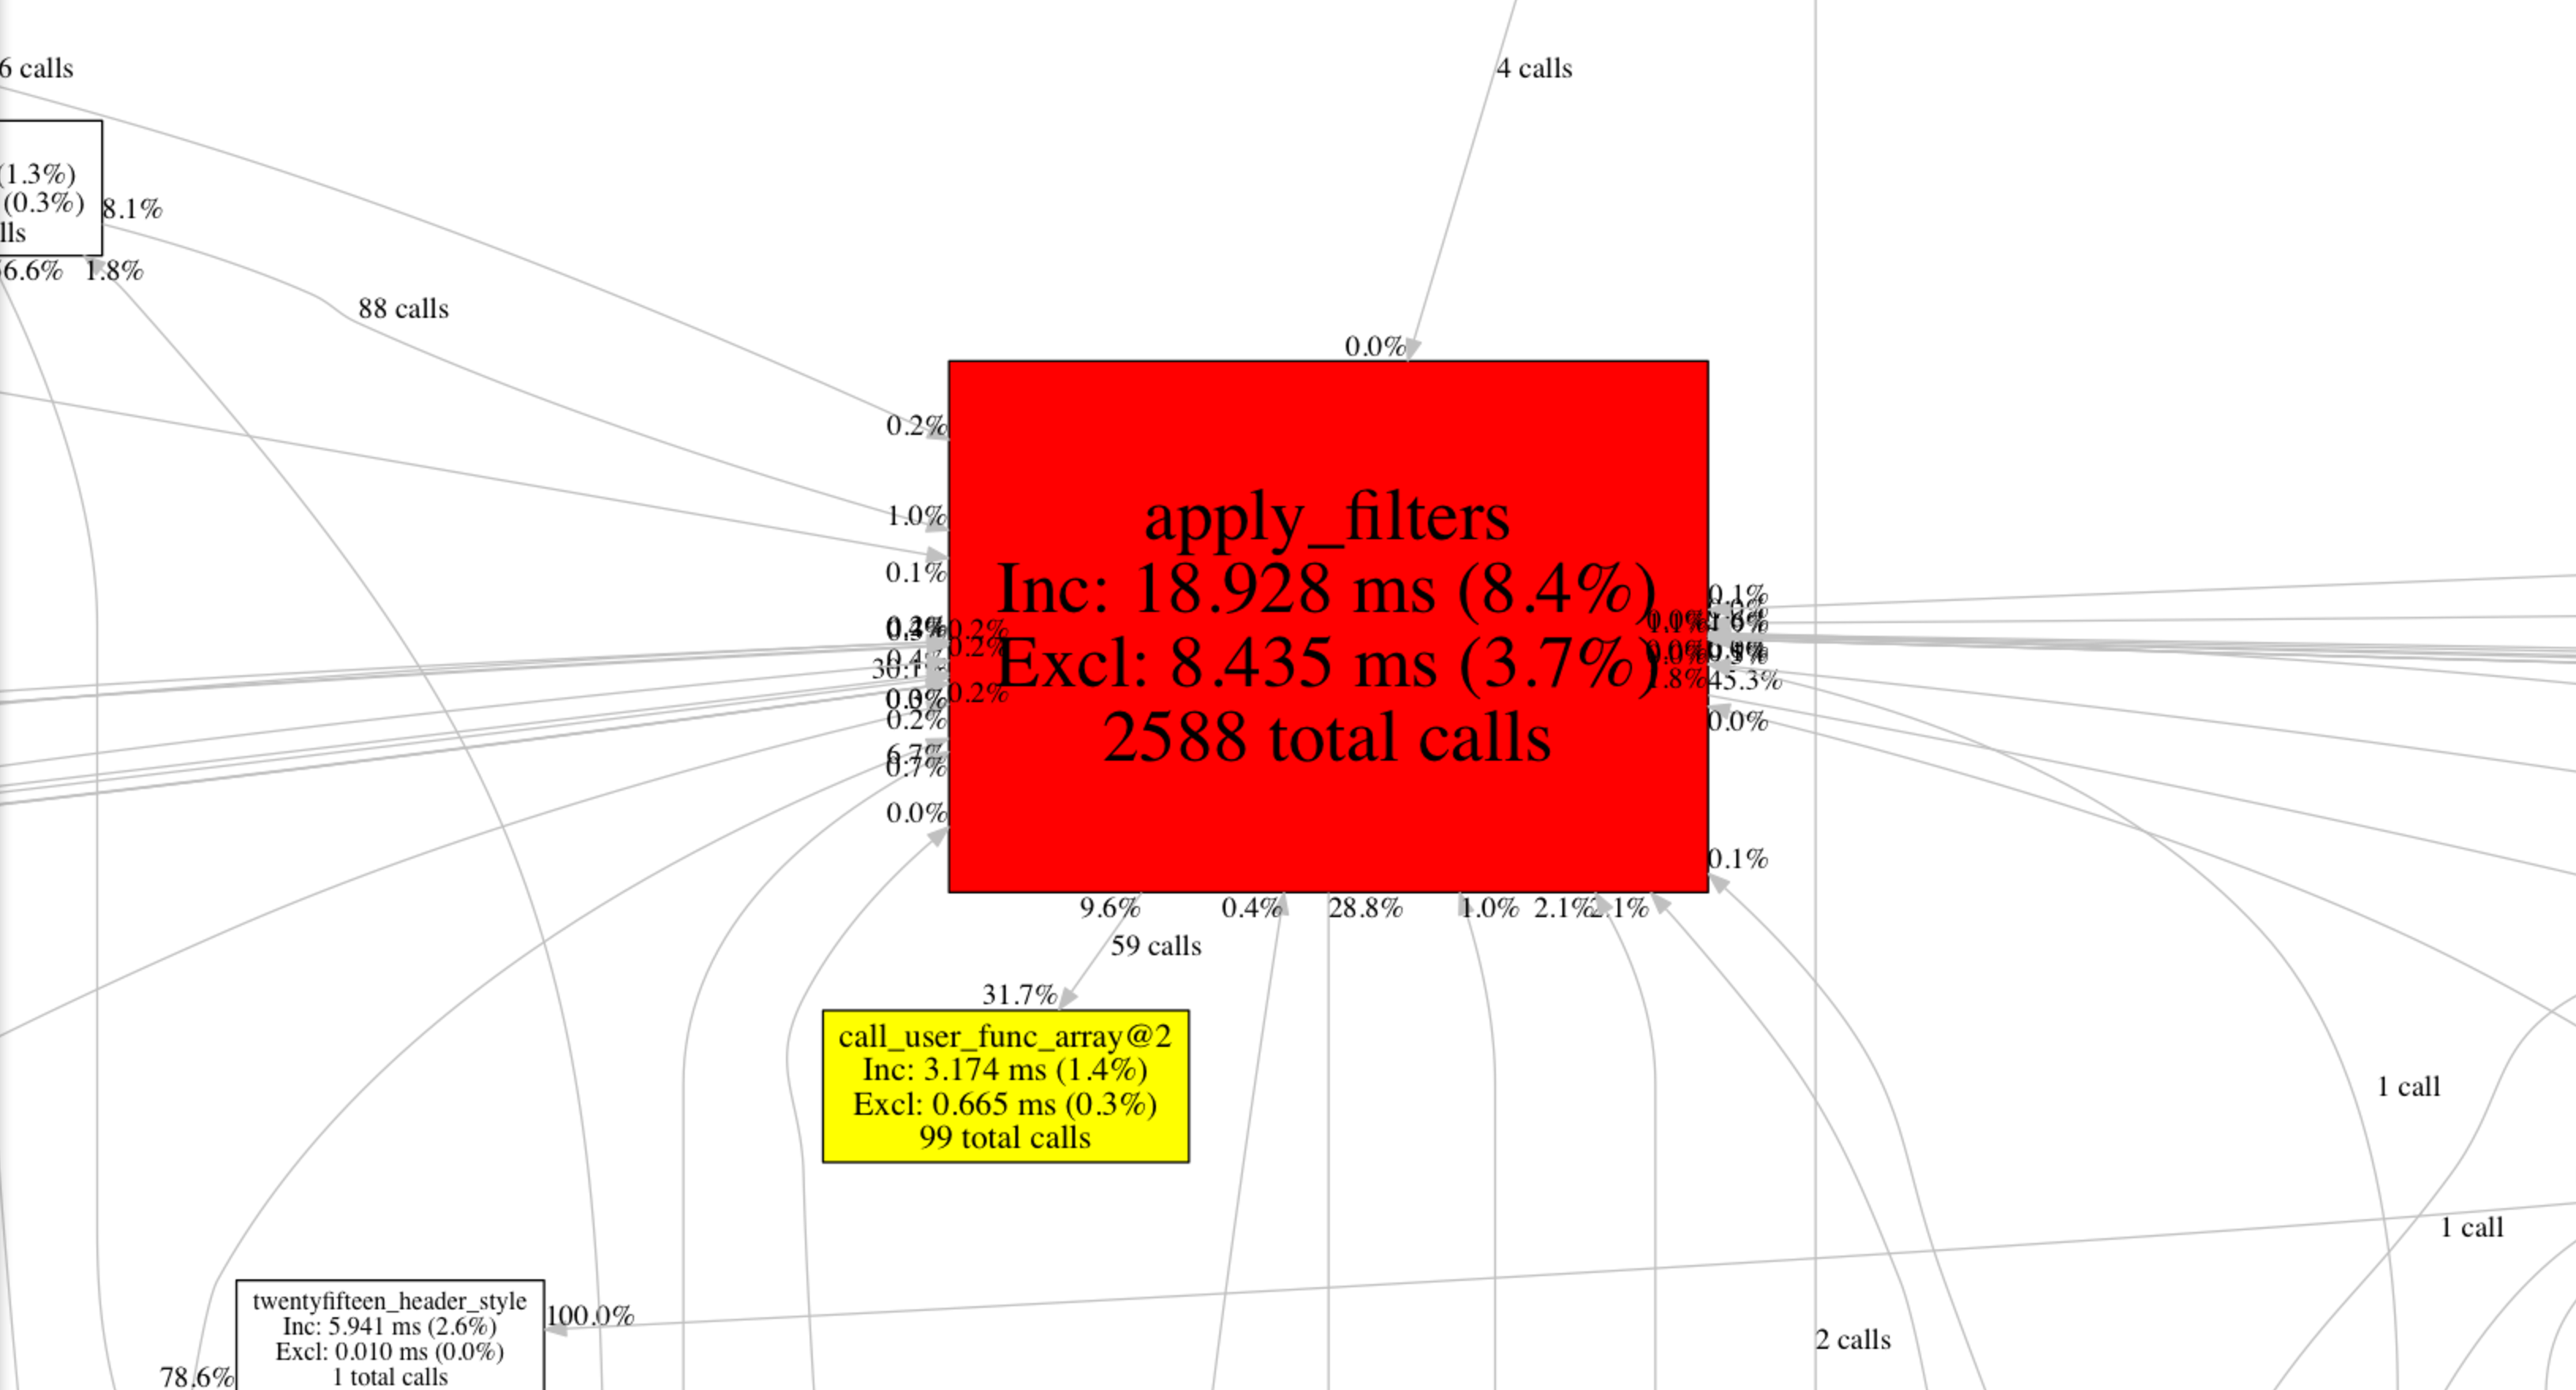 6 calls
4 calls
(1.3%)
(0.3%)
lls
8.1%
6.6%
1.8%
88 calls
0.0%
0.2%
1.0%
0.1%
apply_filters
Inc: 18.928 ms (8.4%)
Excl: 8.435 ms (3.7%)
2588 total calls
0.2%
0.2%
0.2%
0.2%
6.7%
0.7%
0.0%
0.1%
45.3%
0.0%
0.1%
9.6%
0.4%
28.8%
1.0%
2.1%
2.1%
59 calls
31.7%
call_user_func_array@2
Inc: 3.174 ms (1.4%)
Excl: 0.665 ms (0.3%)
99 total calls
1 call
1 call
twentyfifteen_header_style
Inc: 5.941 ms (2.6%)
Excl: 0.010 ms (0.0%)
1 total calls
100.0%
78.6%
2 calls